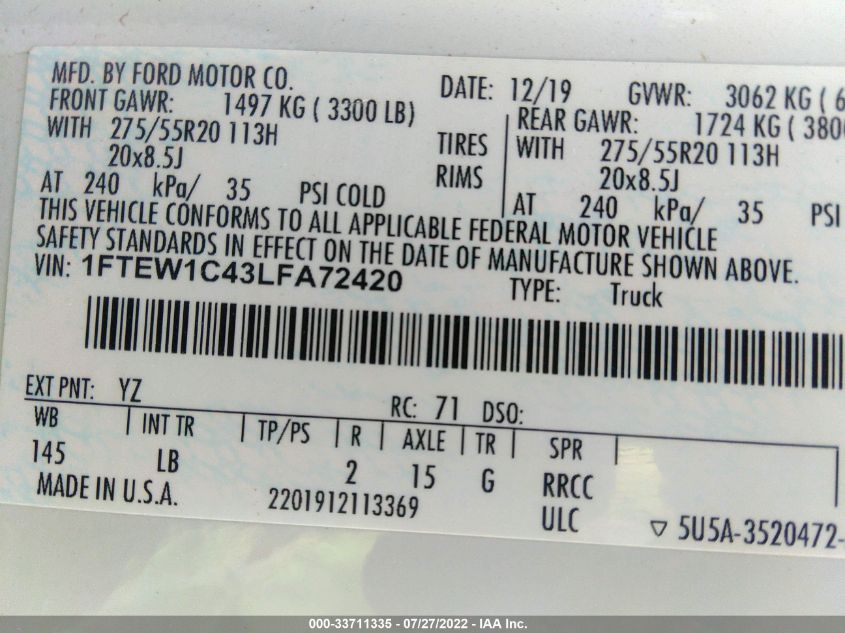 MFD. BY FORD MOTOR CO.
DATE: 12/19 GVWR: 3062 KG ( 6
FRONT GAWR: 1497 KG ( 3300 LB)
REAR GAWR: 1724 KG ( 3800
WITH 275/55R20 113H TIRES
WITH 275/55R20 113H
20x8.5J RIMS
20x8.5J
AT 240 kPa/ 35 PSI COLD
AT 240 kPa/ 35 PSI
THIS VEHICLE CONFORMS TO ALL APPLICABLE FEDERAL MOTOR VEHICLE
SAFETY STANDARDS IN EFFECT ON THE DATE OF MANUFACTURE SHOWN ABOVE.
VIN: 1FTEW1C43LFA72420
TYPE: Truck
EXT PNT: YZ RC: 71 DSO:
WB INT TR TP/PS R AXLE TR SPR
145 LB 2 15 G RRCC
MADE IN U.S.A. 2201912113369 ULC
▽ 5U5A-3520472-
000-33711335 - 07/27/2022 - IAA Inc.